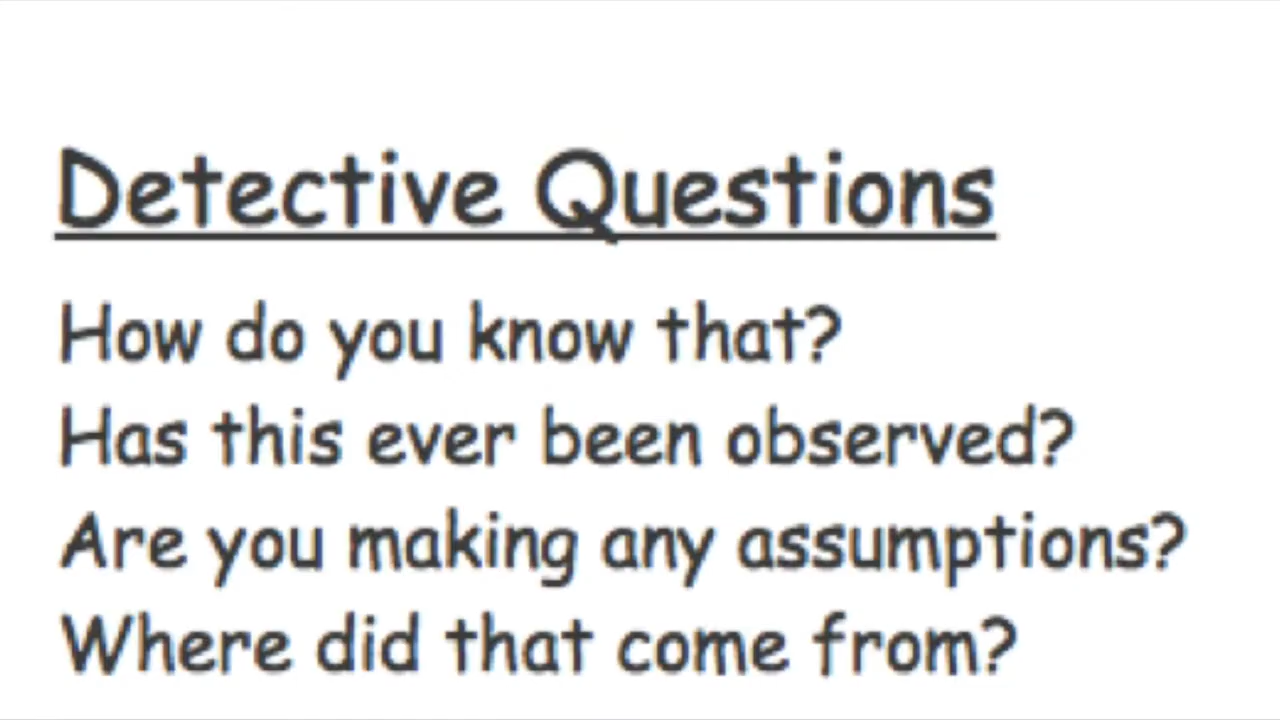 Detective Questions
How do you know that?
Has this ever been observed?
Are you making any assumptions?
Where did that come from?